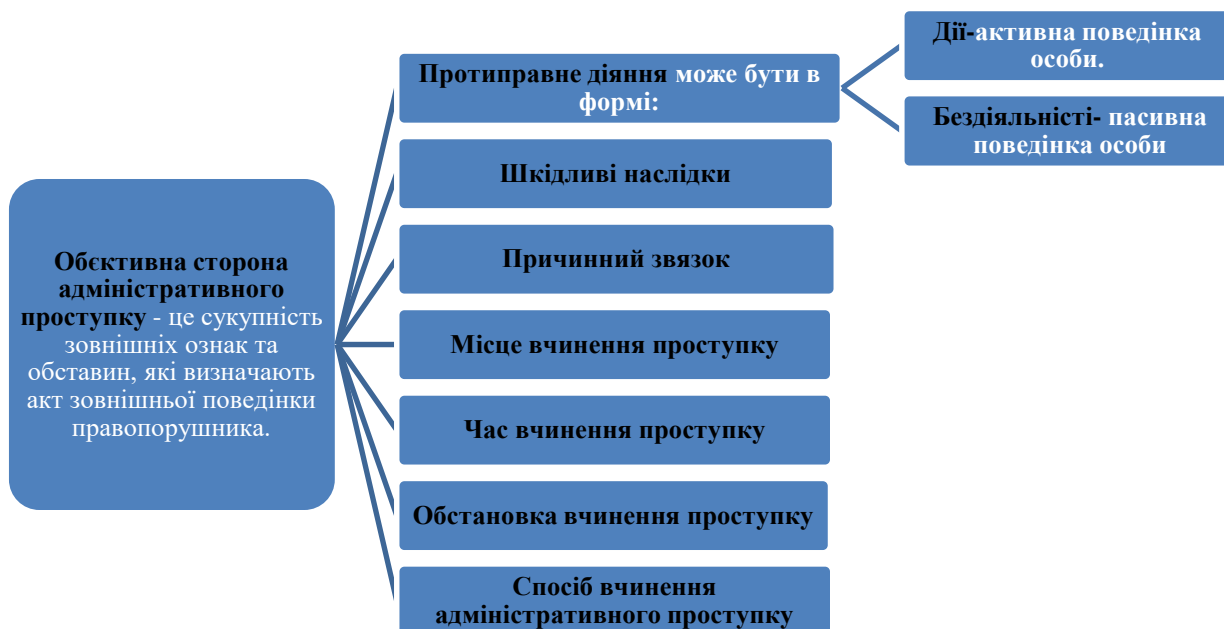 Обєктивна сторона
адміністративного
проступку - це сукупність
зовнішніх ознак та
обставин, які визначають
акт зовнішньої поведінки
правопорушника.
Протиправне діяння може бути в
формі:
Дії-активна поведінка
особи.
Бездіяльністі- пасивна
поведінка особи
Шкідливі наслідки
Причинний звязок
Місце вчинення проступку
Час вчинення проступку
Обстановка вчинення проступку
Спосіб вчинення
адміністративного проступку